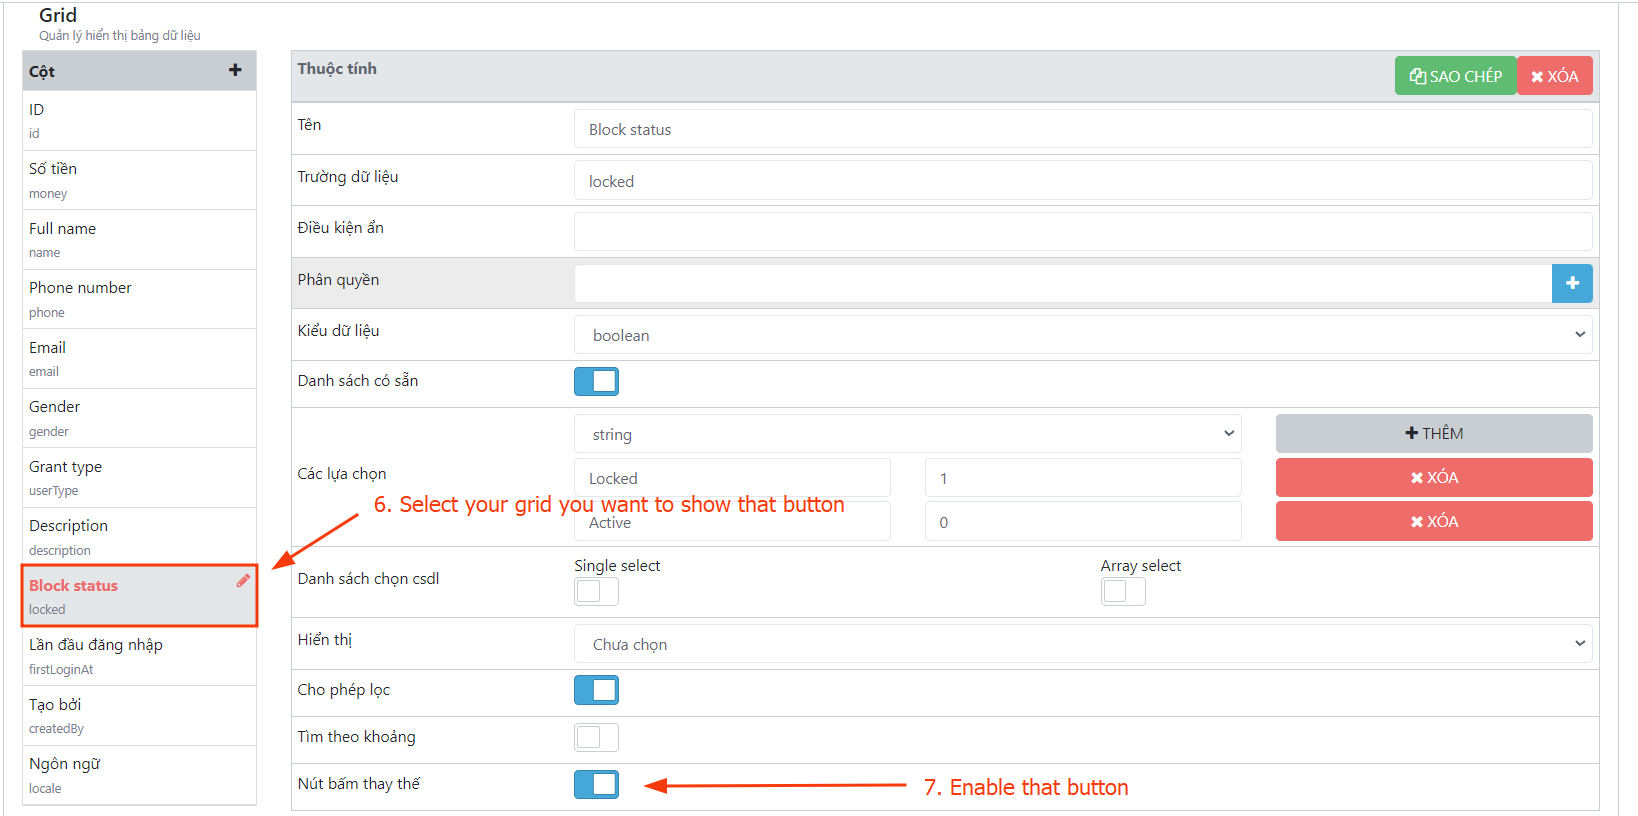 Grid
Quản lý hiển thị bảng dữ liệu
Cột
ID
id
Số tiền
money
Full name
name
Phone number
phone
Email
email
Gender
gender
Grant type
userType
Description
description
Block status
locked
Lần đầu đăng nhập
firstLoginAt
Tạo bởi
createdBy
Ngôn ngữ
locale
Thuộc tính
SAO CHÉP
XÓA
Tên
Block status
Trường dữ liệu
locked
Điều kiện ẩn
Phân quyền
Kiểu dữ liệu
boolean
Danh sách có sẵn
Các lựa chọn
string
THÊM
Locked
1
XÓA
6. Select your grid you want to show that button
Active
0
XÓA
Danh sách chọn csdl
Single select
Array select
Hiển thị
Chưa chọn
Cho phép lọc
Tìm theo khoảng
Nút bấm thay thế
7. Enable that button